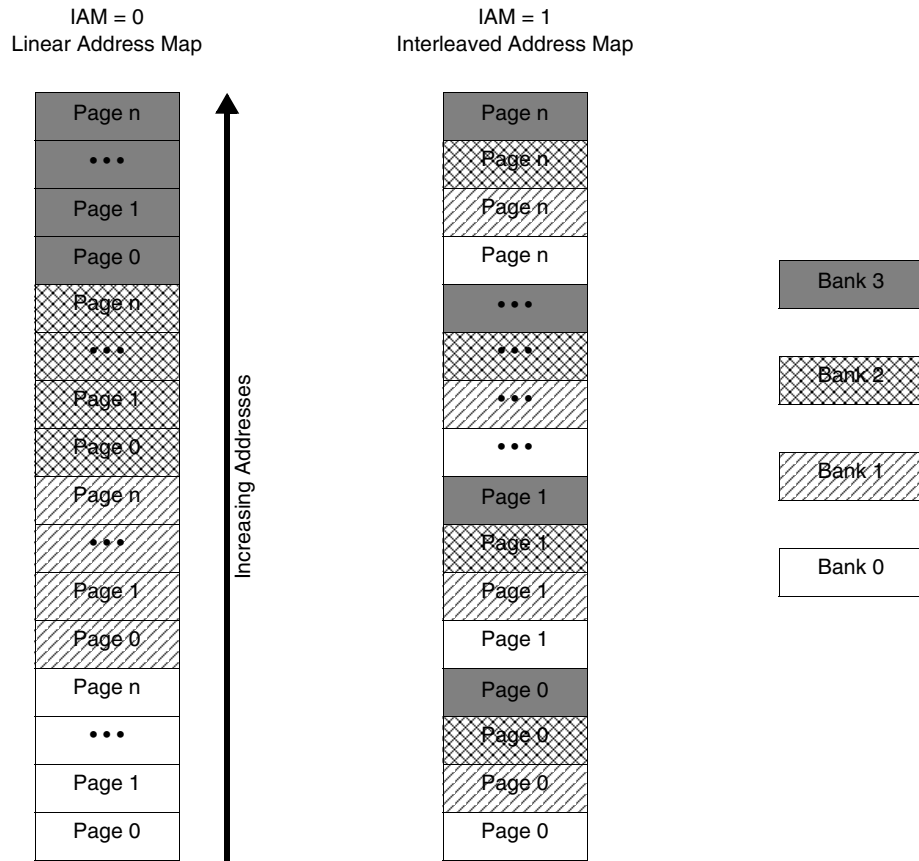 IAM = 0
Linear Address Map
Page n
•••
Page 1
Page 0
Page n
•••
Page 1
Page 0
Page n
•••
Page 1
Page 0
Page n
•••
Page 1
Page 0
Increasing Addresses
IAM = 1
Interleaved Address Map
Page n
Page n
Page n
Page n
•••
•••
•••
•••
Page 1
Page 1
Page 1
Page 1
Page 0
Page 0
Page 0
Page 0
Bank 3
Bank 2
Bank 1
Bank 0